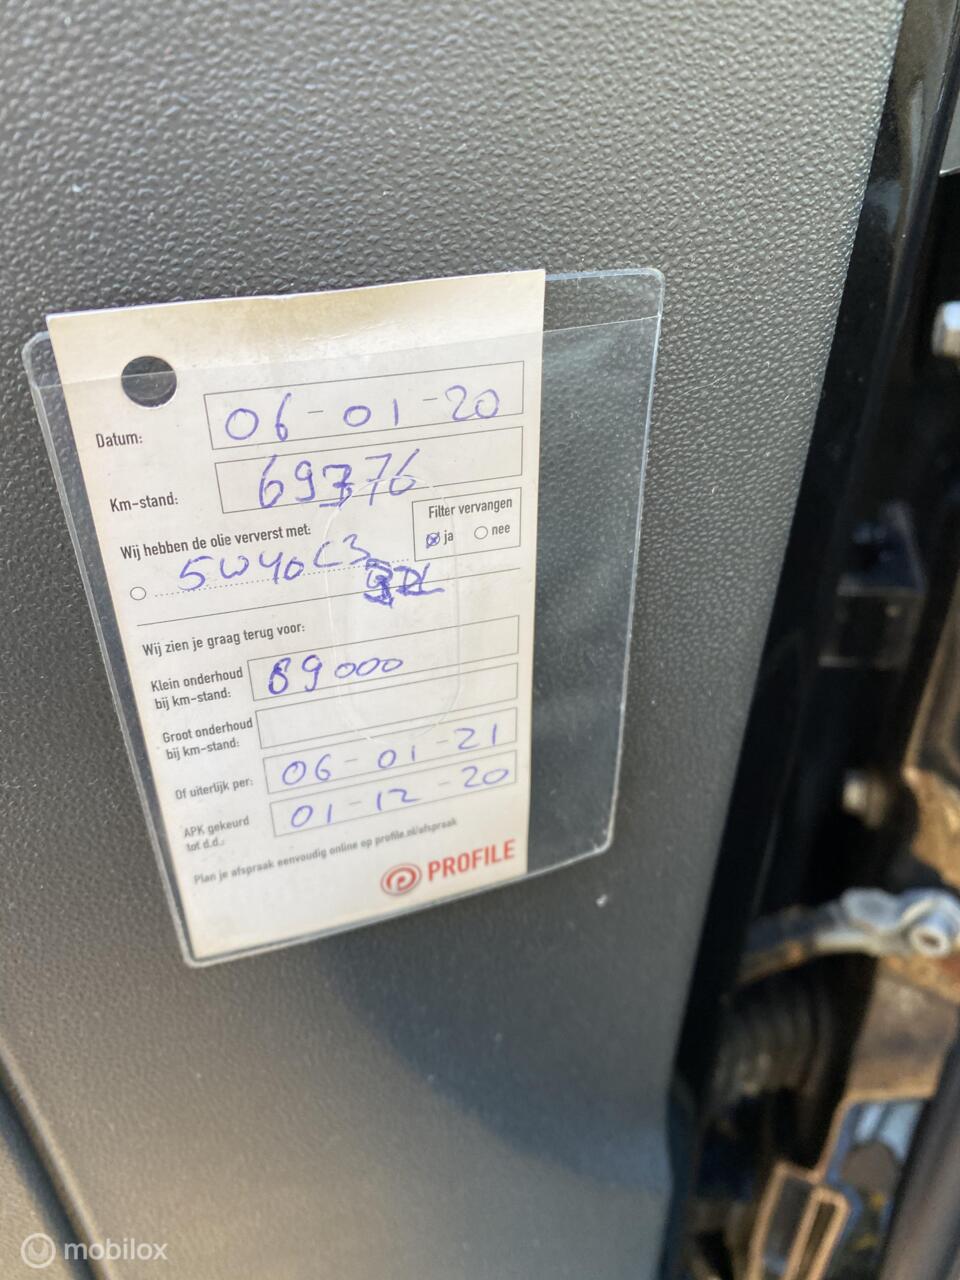 Datum: 06-01-20
Km-stand: 69376
Wij hebben de olie ververst met:
Filter vervangen
ja nee
5W40 C3
Wij zien je graag terug voor:
Klein onderhoud
bij km-stand: 89000
Groot onderhoud
bij km-stand:
Of uiterlijk per: 06-01-21
APK gekeurd
tot d.d.: 01-12-20
Plan je afspraak eenvoudig online op profile.nl/afspraak
PROFILE
mobilox